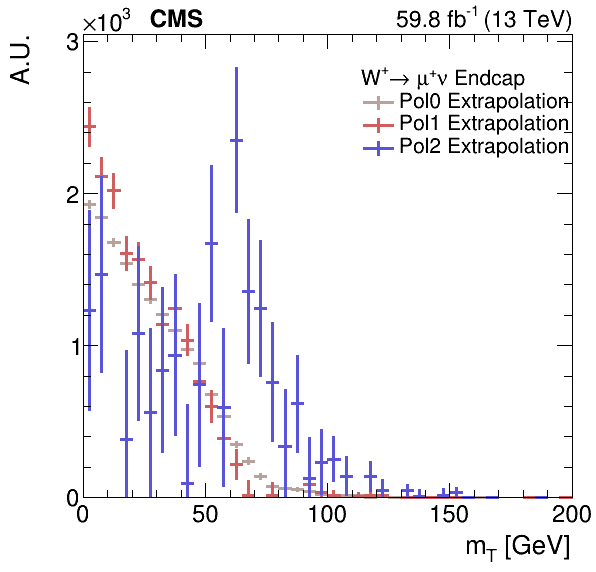 ×10³ CMS 59.8 fb⁻¹ (13 TeV)
A.U.
W⁺→ μ⁺ν Endcap
Pol0 Extrapolation
Pol1 Extrapolation
Pol2 Extrapolation
3
2
1
0
0 50 100 150 200
m_T [GeV]